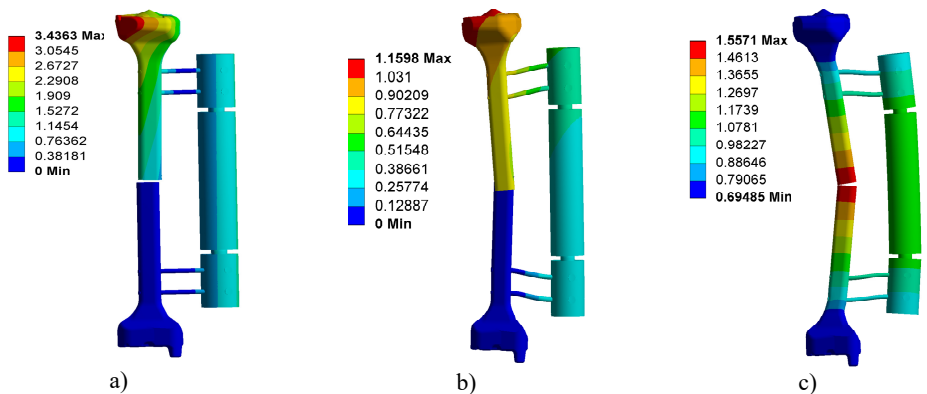 3.4363 Max
3.0545
2.6727
2.2908
1.909
1.5272
1.1454
0.76362
0.38181
0 Min
a)
1.1598 Max
1.031
0.90209
0.77322
0.64435
0.51548
0.38661
0.25774
0.12887
0 Min
b)
1.5571 Max
1.4613
1.3655
1.2697
1.1739
1.0781
0.98227
0.88646
0.79065
0.69485 Min
c)